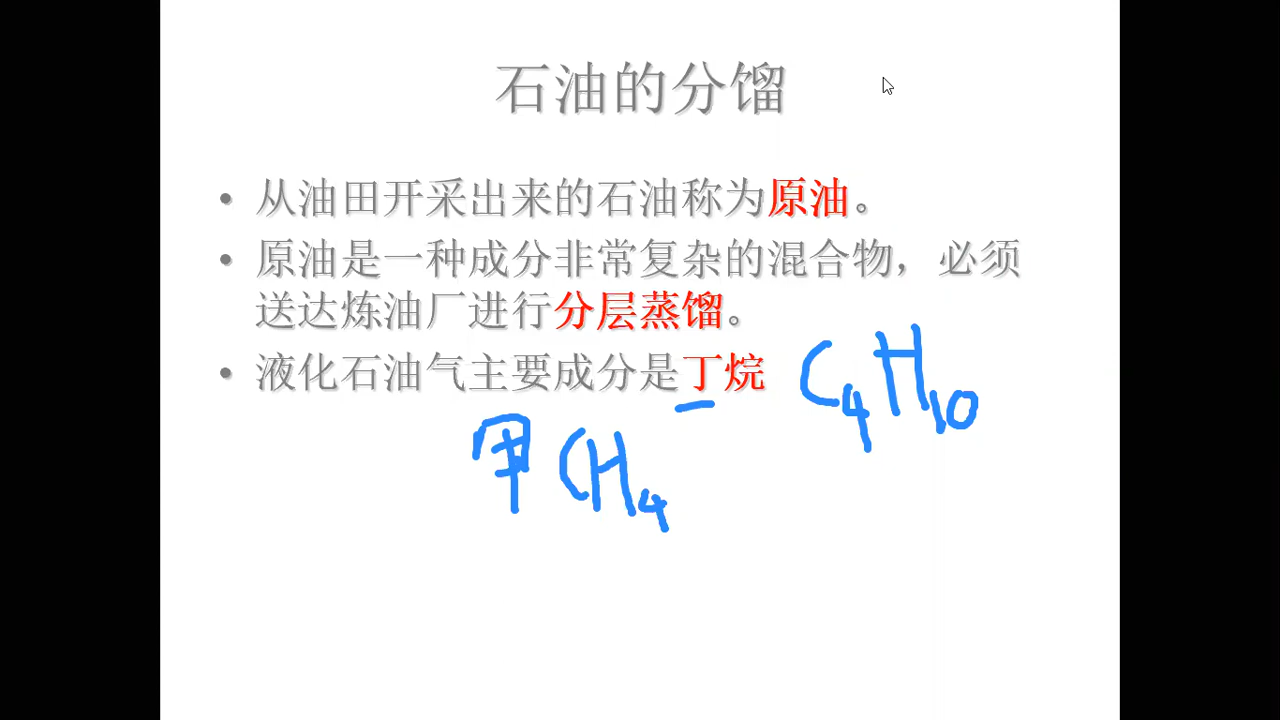 石油的分馏
• 从油田开采出来的石油称为原油。
• 原油是一种成分非常复杂的混合物，必须
送达炼油厂进行分层蒸馏。
• 液化石油气主要成分是丁烷 C4H10
甲 CH4